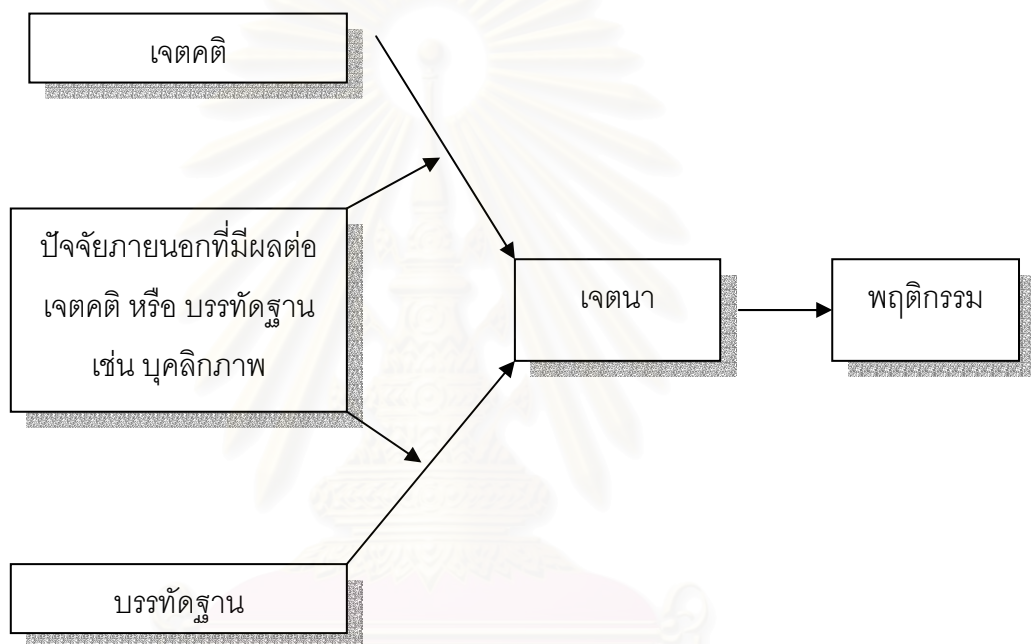 เจตคติ
ปัจจัยภายนอกที่มีผลต่อ
เจตคติ หรือ บรรทัดฐาน
เช่น บุคลิกภาพ
เจตนา
พฤติกรรม
บรรทัดฐาน